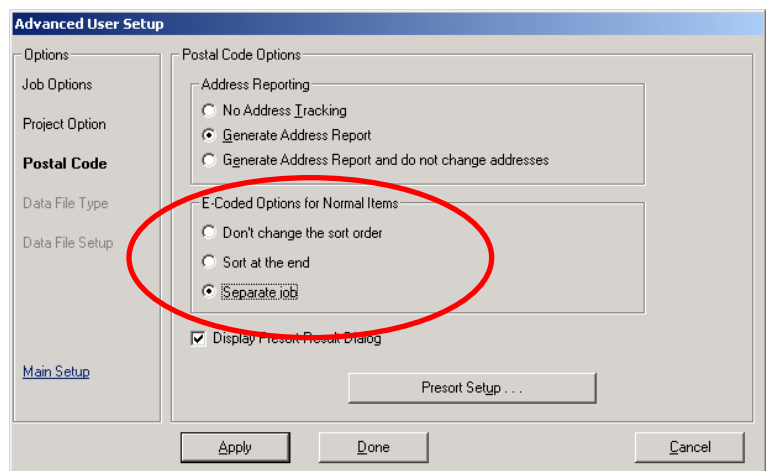 Advanced User Setup
Options
Job Options
Project Option
Postal Code
Data File Type
Data File Setup
Main Setup
Postal Code Options
Address Reporting
No Address Tracking
Generate Address Report
Generate Address Report and do not change addresses
E-Coded Options for Normal Items
Don't change the sort order
Sort at the end
Separate job
Display Presort Result Dialog
Presort Setup . . .
Apply
Done
Cancel